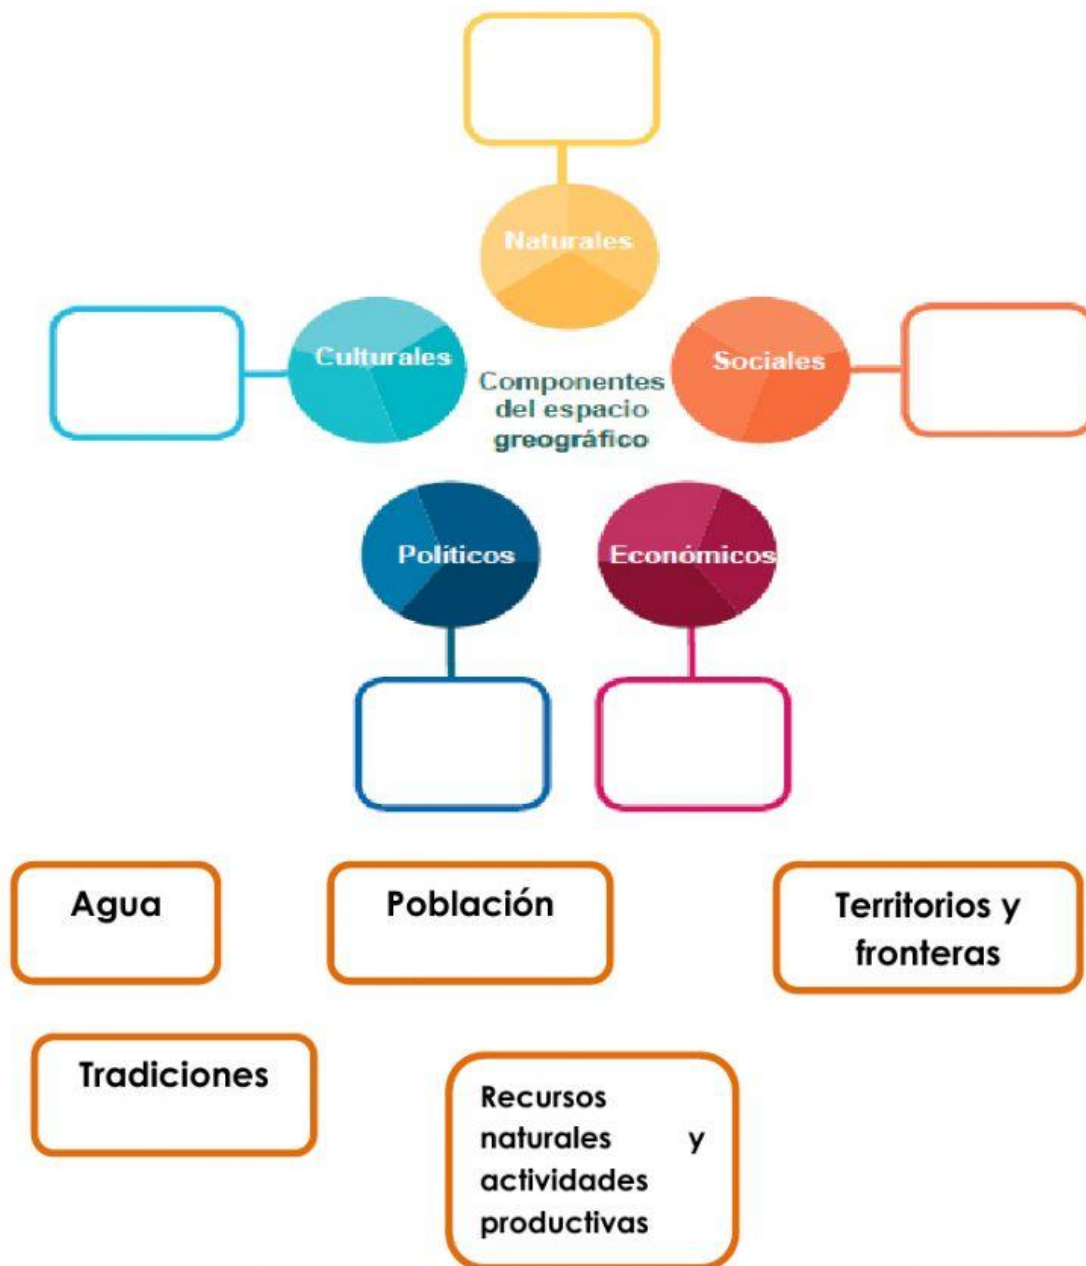 Naturales
Culturales
Sociales
Componentes
del espacio
greográfico
Políticos
Económicos
Agua
Población
Territorios y
fronteras
Tradiciones
Recursos
naturales y
actividades
productivas